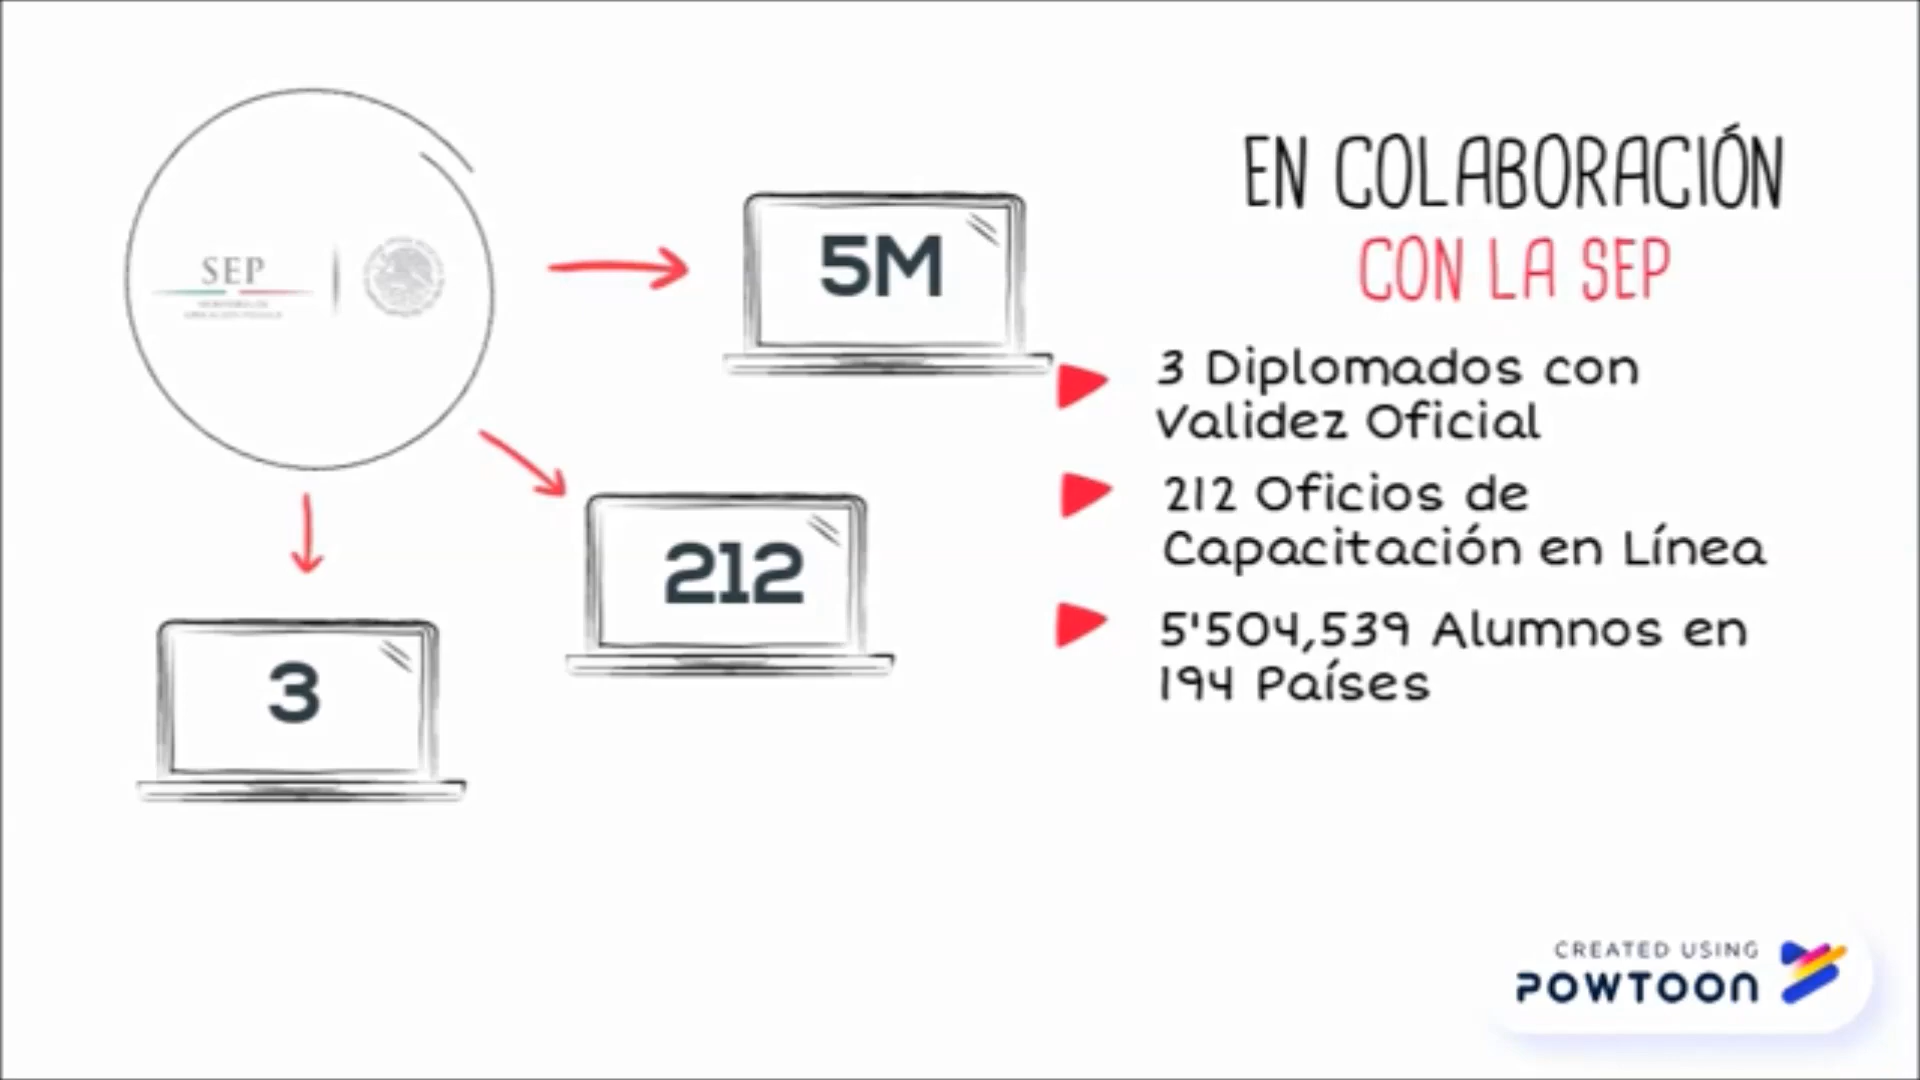 SEP
5M
212
3
EN COLABORACIÓN
CON LA SEP
3 Diplomados con
Validez Oficial
212 Oficios de
Capacitación en Línea
5'504,539 Alumnos en
194 Países
CREATED USING
POWTOON